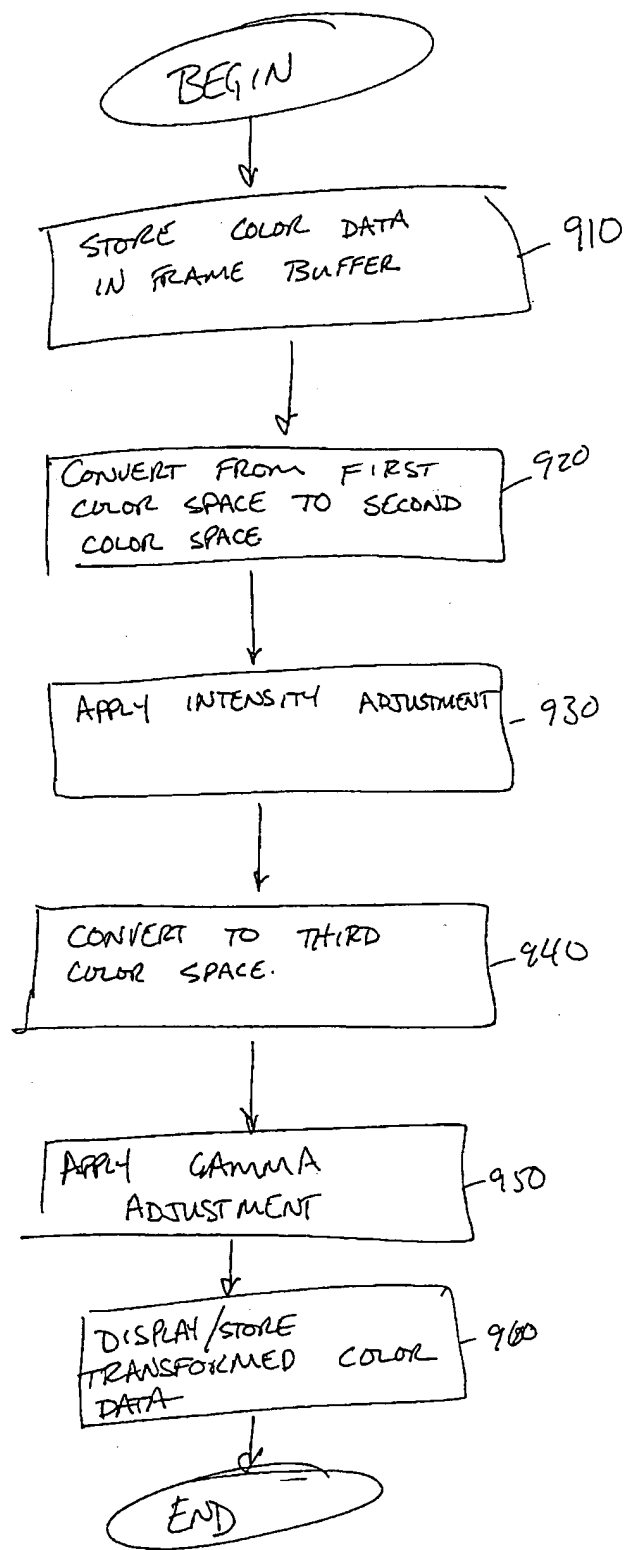 BEGIN
STORE COLOR DATA
IN FRAME BUFFER
910
CONVERT FROM FIRST
COLOR SPACE TO SECOND
COLOR SPACE
920
APPLY INTENSITY ADJUSTMENT
930
CONVERT TO THIRD
COLOR SPACE.
940
APPLY GAMMA
ADJUSTMENT
950
DISPLAY/STORE
TRANSFORMED COLOR
DATA
960
END